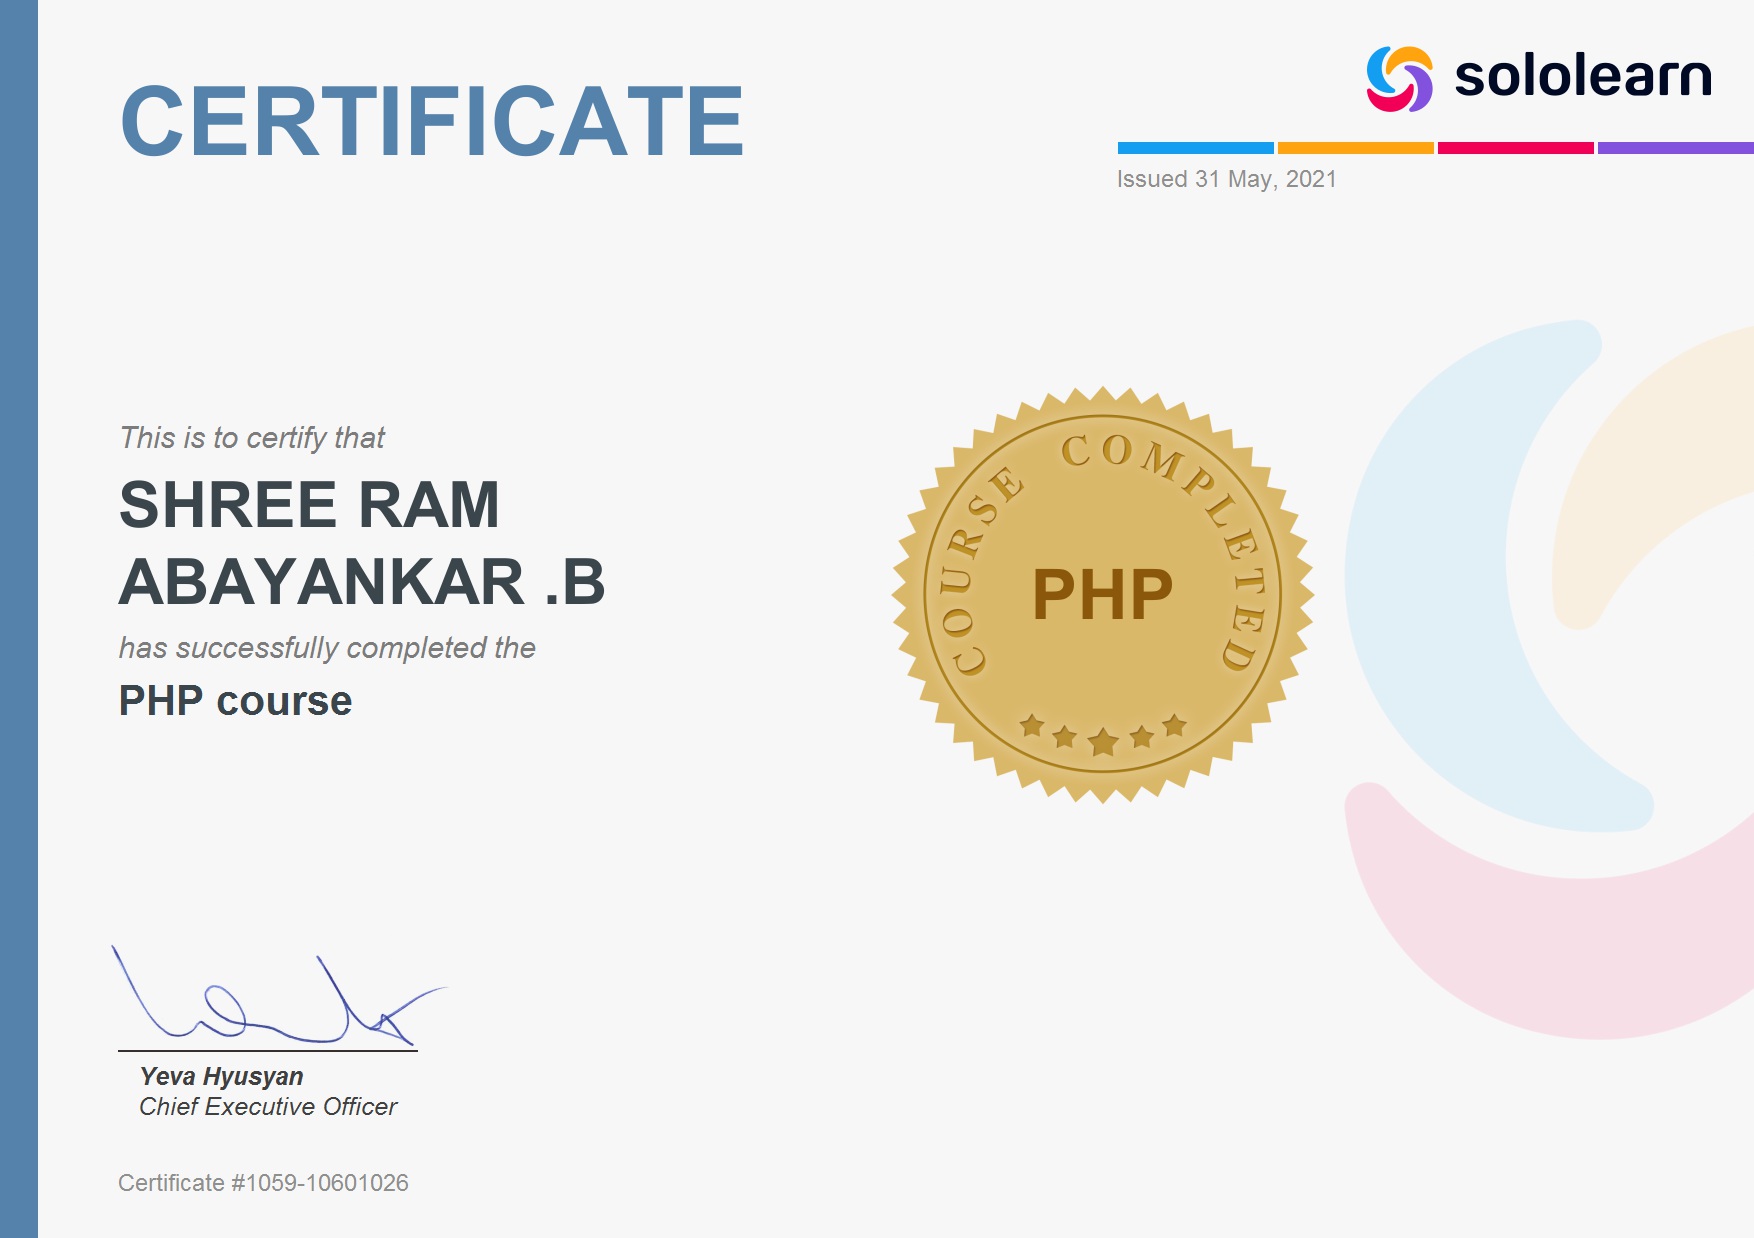 CERTIFICATE
sololearn
Issued 31 May, 2021
This is to certify that
SHREE RAM
ABAYANKAR .B
has successfully completed the
PHP course
COURSE COMPLETED
PHP
Yeva Hyusyan
Chief Executive Officer
Certificate #1059-10601026